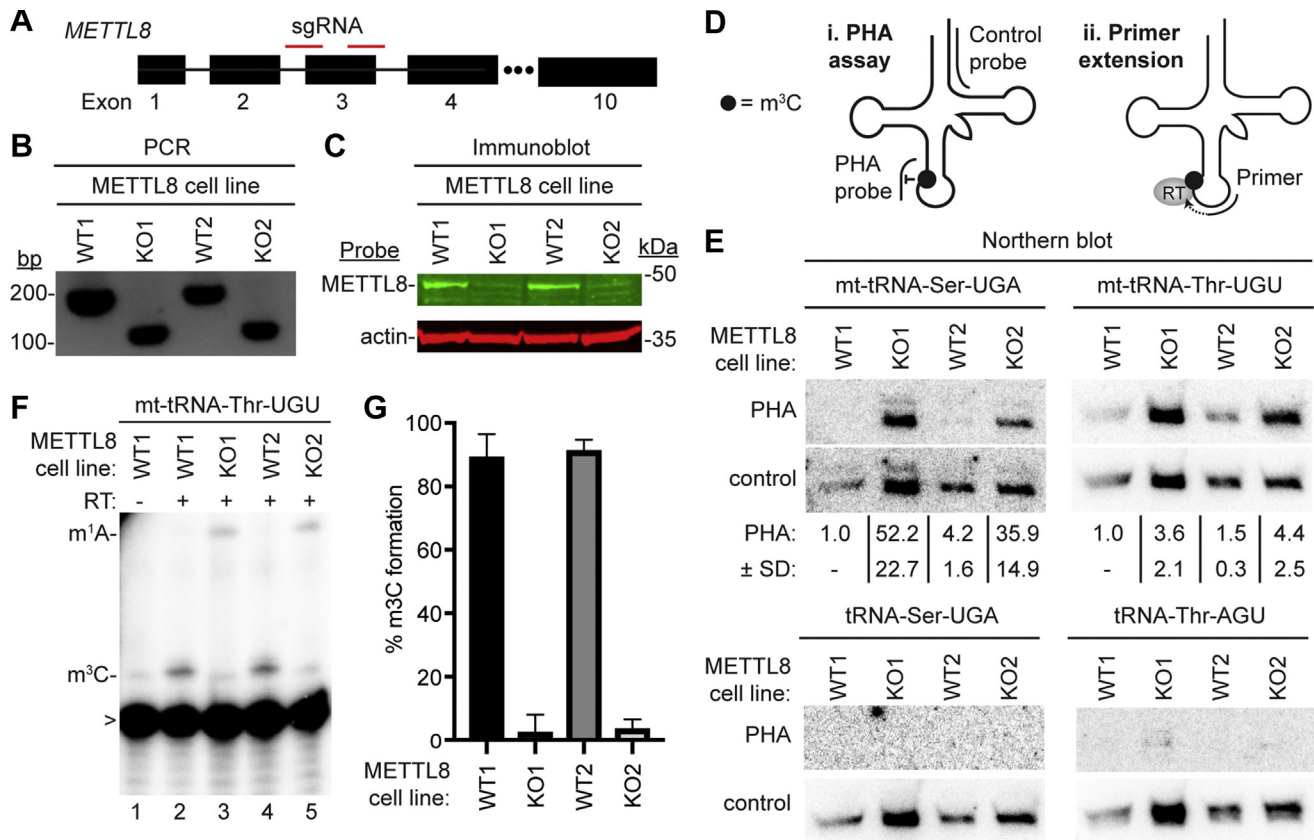 A
METTL8
sgRNA
Exon 1 2 3 4 10
B
PCR
METTL8 cell line
WT1 KO1 WT2 KO2
bp
200-
100-
C
Immunoblot
METTL8 cell line
WT1 KO1 WT2 KO2
Probe
kDa
METTL8-
-50
actin-
-35
D
i. PHA
assay
Control
probe
ii. Primer
extension
= m³C
PHA
probe
RT
Primer
E
Northern blot
mt-tRNA-Ser-UGA
mt-tRNA-Thr-UGU
METTL8
cell line:
WT1 KO1 WT2 KO2
WT1 KO1 WT2 KO2
PHA
control
PHA: 1.0 52.2 4.2 35.9
1.0 3.6 1.5 4.4
± SD: - 22.7 1.6 14.9
- 2.1 0.3 2.5
tRNA-Ser-UGA
tRNA-Thr-AGU
METTL8
cell line:
WT1 KO1 WT2 KO2
WT1 KO1 WT2 KO2
PHA
control
F
mt-tRNA-Thr-UGU
METTL8
cell line:
WT1 WT1 KO1 WT2 KO2
RT: - + + + +
m¹A-
m³C-
>
1 2 3 4 5
G
% m3C formation
100
80
60
40
20
0
METTL8
cell line:
WT1 KO1 WT2 KO2